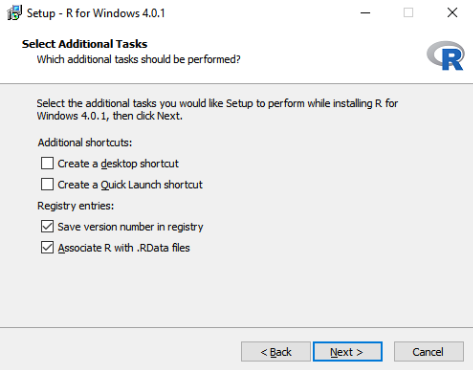 Setup - R for Windows 4.0.1
Select Additional Tasks
Which additional tasks should be performed?
R
Select the additional tasks you would like Setup to perform while installing R for
Windows 4.0.1, then click Next.
Additional shortcuts:
Create a desktop shortcut
Create a Quick Launch shortcut
Registry entries:
Save version number in registry
Associate R with .RData files
< Back
Next >
Cancel